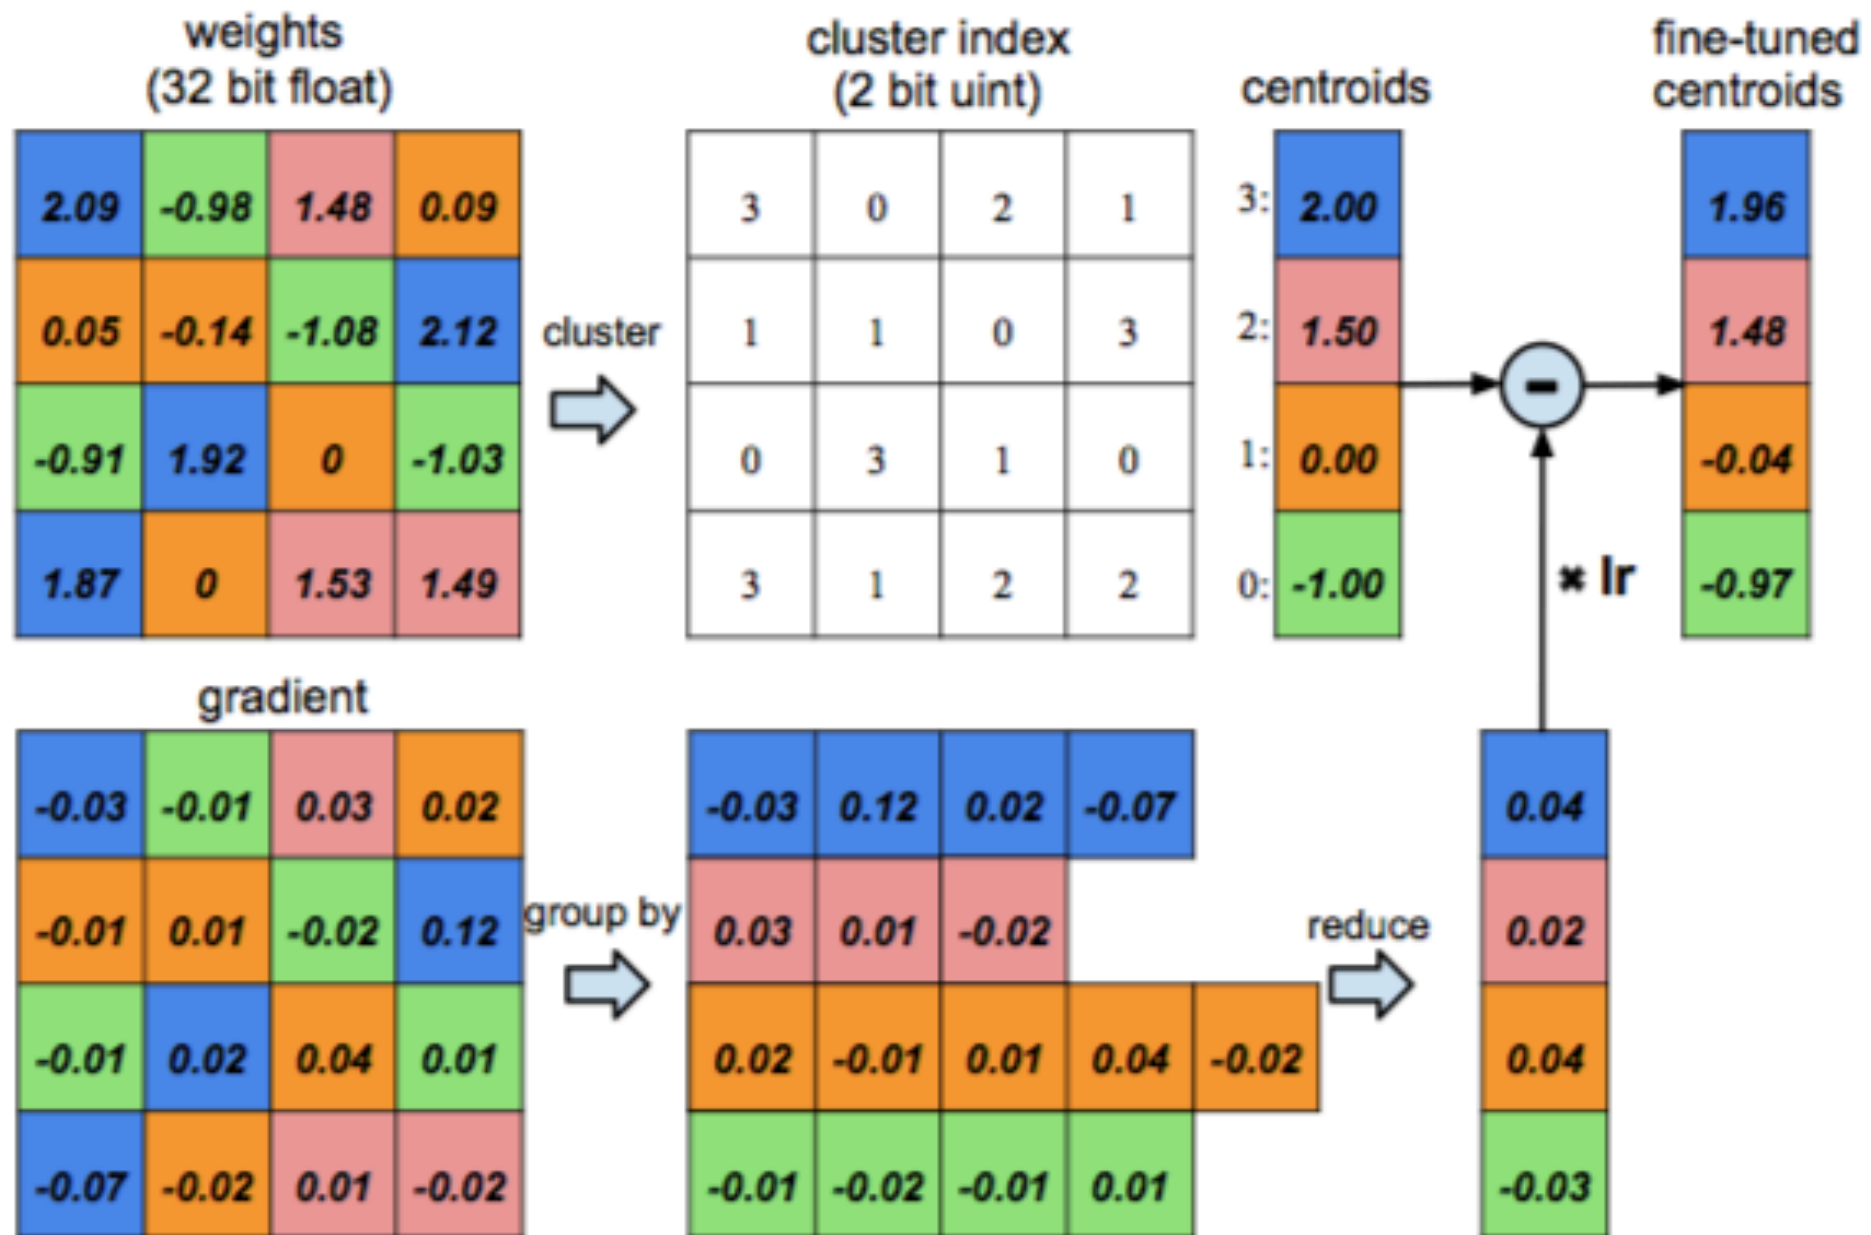 weights
(32 bit float)
cluster index
(2 bit uint)
centroids
fine-tuned
centroids
2.09 -0.98 1.48 0.09
3 0 2 1
3: 2.00
1.96
0.05 -0.14 -1.08 2.12
cluster
1 1 0 3
2: 1.50
1.48
-0.91 1.92 0 -1.03
0 3 1 0
1: 0.00
-
-0.04
1.87 0 1.53 1.49
3 1 2 2
0: -1.00
× lr
-0.97
gradient
-0.03 -0.01 0.03 0.02
-0.03 0.12 0.02 -0.07
0.04
-0.01 0.01 -0.02 0.12
group by
0.03 0.01 -0.02
reduce
0.02
-0.01 0.02 0.04 0.01
0.02 -0.01 0.01 0.04 -0.02
0.04
-0.07 -0.02 0.01 -0.02
-0.01 -0.02 -0.01 0.01
-0.03